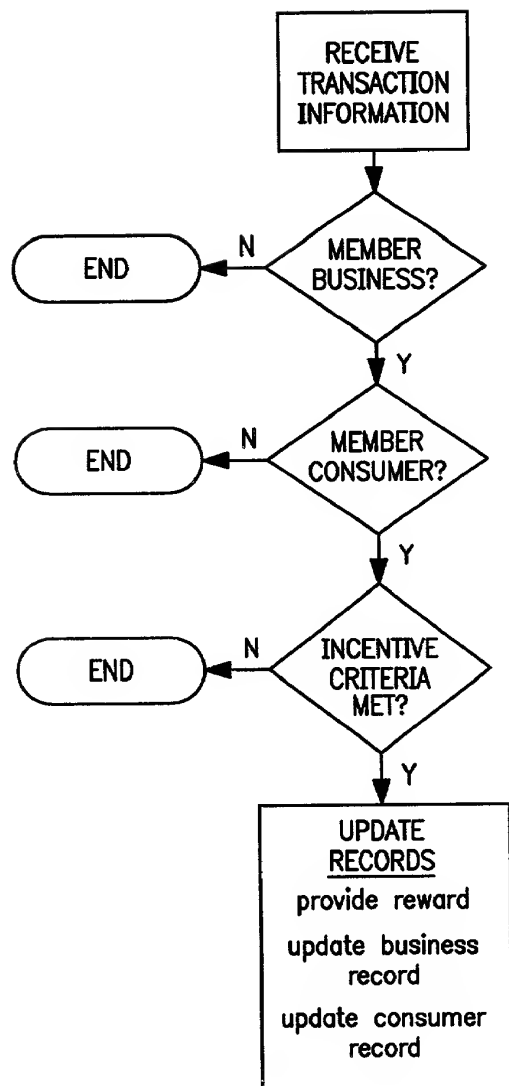 RECEIVE
TRANSACTION
INFORMATION
N
END
MEMBER
BUSINESS?
Y
N
END
MEMBER
CONSUMER?
Y
N
END
INCENTIVE
CRITERIA
MET?
Y
UPDATE
RECORDS
provide reward
update business
record
update consumer
record